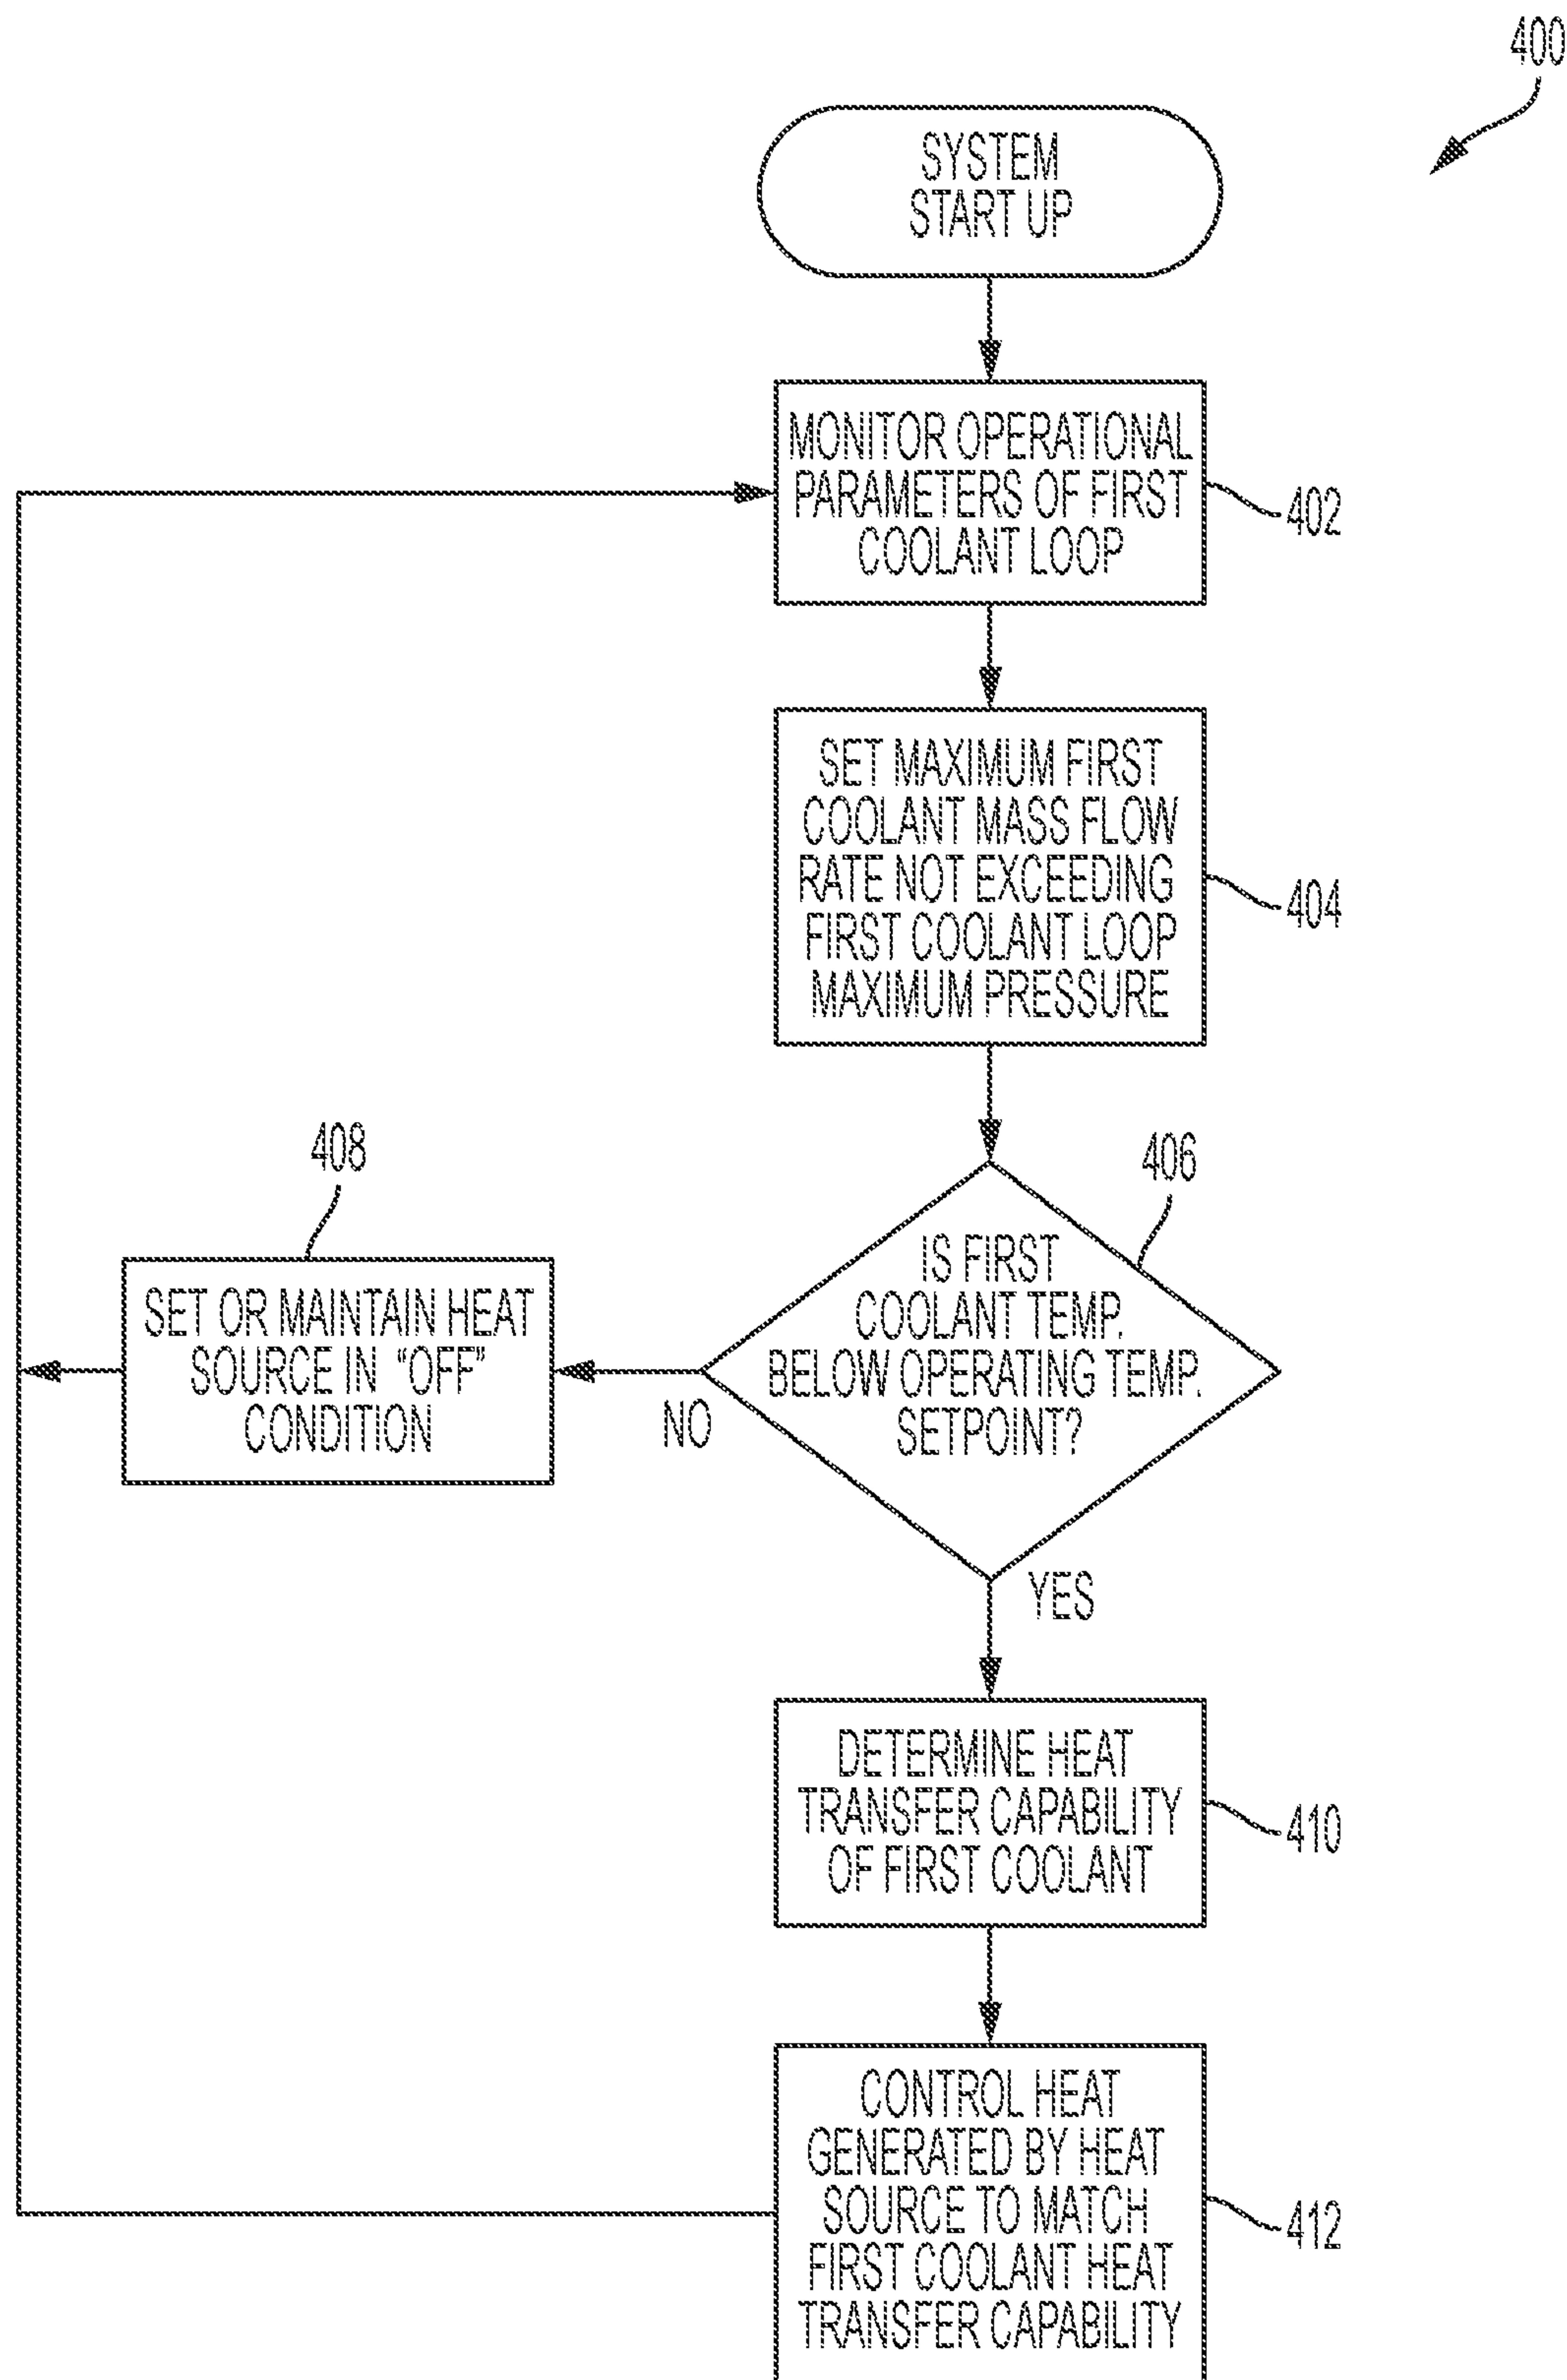 400
SYSTEM
START UP
MONITOR OPERATIONAL
PARAMETERS OF FIRST
COOLANT LOOP
402
SET MAXIMUM FIRST
COOLANT MASS FLOW
RATE NOT EXCEEDING
FIRST COOLANT LOOP
MAXIMUM PRESSURE
404
408
SET OR MAINTAIN HEAT
SOURCE IN "OFF"
CONDITION
406
IS FIRST
COOLANT TEMP.
BELOW OPERATING TEMP.
SETPOINT?
NO
YES
DETERMINE HEAT
TRANSFER CAPABILITY
OF FIRST COOLANT
410
CONTROL HEAT
GENERATED BY HEAT
SOURCE TO MATCH
FIRST COOLANT HEAT
TRANSFER CAPABILITY
412